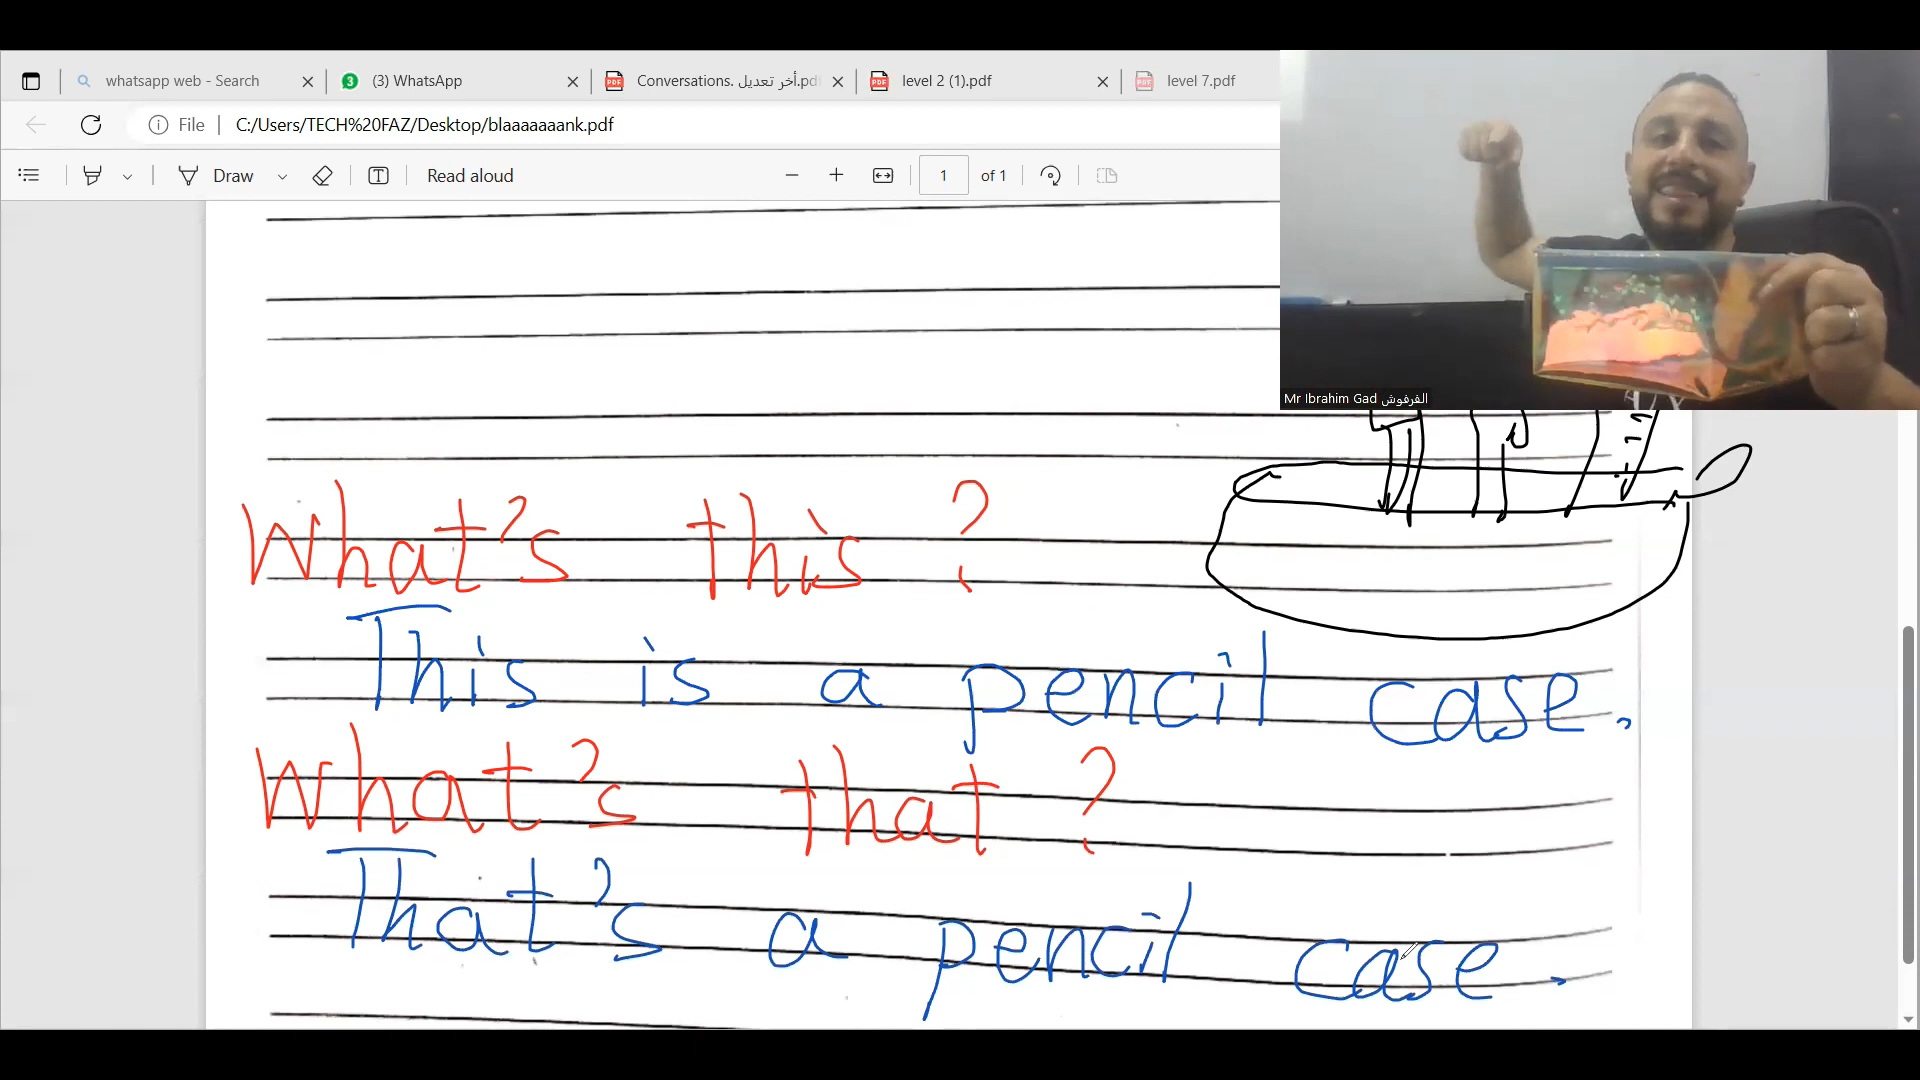 whatsapp web - Search
(3) WhatsApp
Conversations. أخر تعديل.pdf
level 2 (1).pdf
level 7.pdf
File
C:/Users/TECH%20FAZ/Desktop/blaaaaaaank.pdf
Draw
Read aloud
1 of 1
Mr Ibrahim Gad الفرفوش
What's this ?
This is a pencil case.
What's that ?
That's a pencil case.